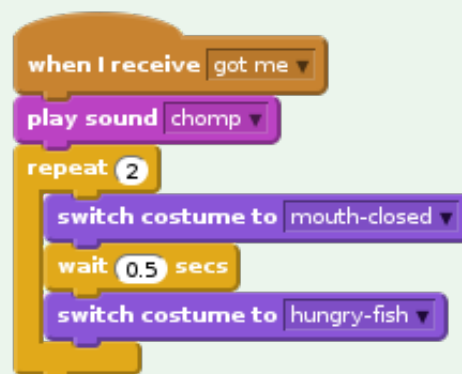 when I receive got me
play sound chomp
repeat 2
switch costume to mouth-closed
wait 0.5 secs
switch costume to hungry-fish